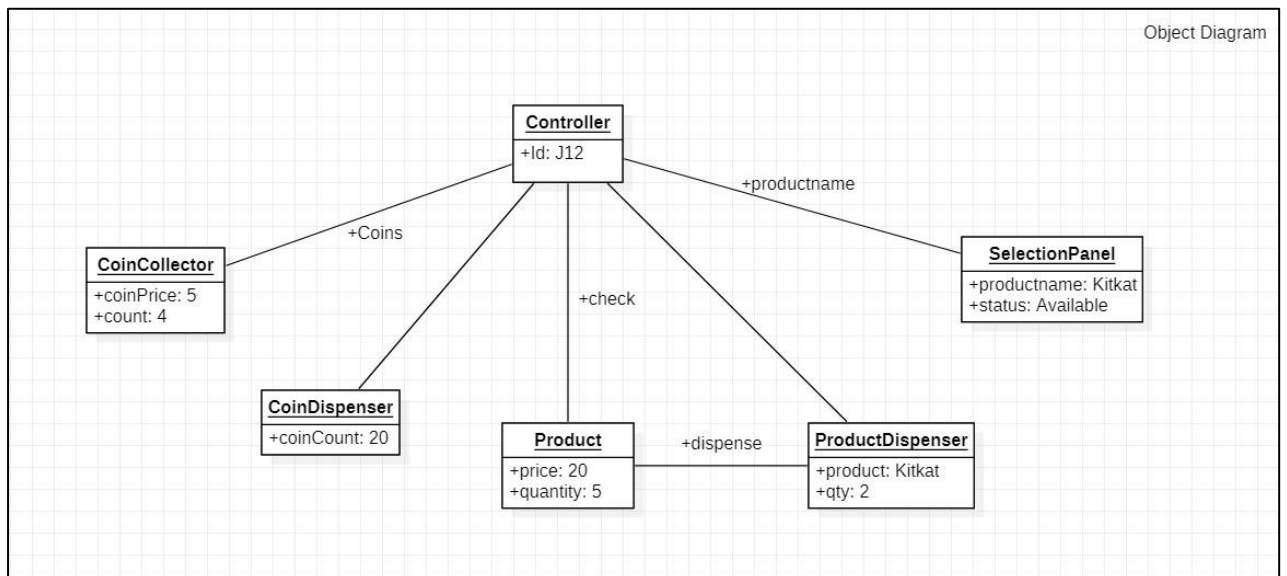 Object Diagram
Controller
+Id: J12
+productname
+Coins
CoinCollector
+coinPrice: 5
+count: 4
SelectionPanel
+productname: Kitkat
+status: Available
+check
CoinDispenser
+coinCount: 20
Product
+price: 20
+quantity: 5
+dispense
ProductDispenser
+product: Kitkat
+qty: 2